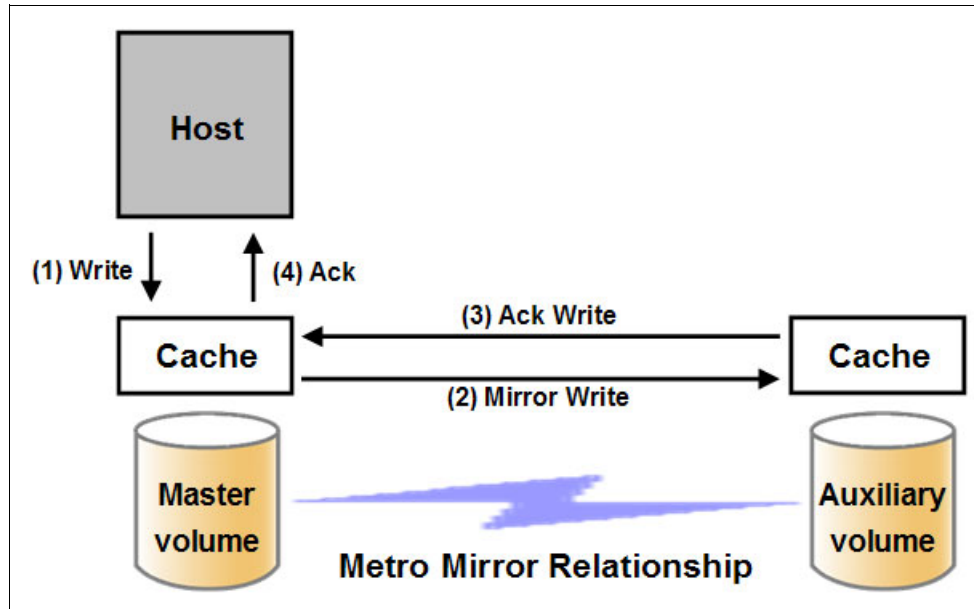 Host
(1) Write
(4) Ack
(3) Ack Write
Cache
Cache
(2) Mirror Write
Master
volume
Auxiliary
volume
Metro Mirror Relationship